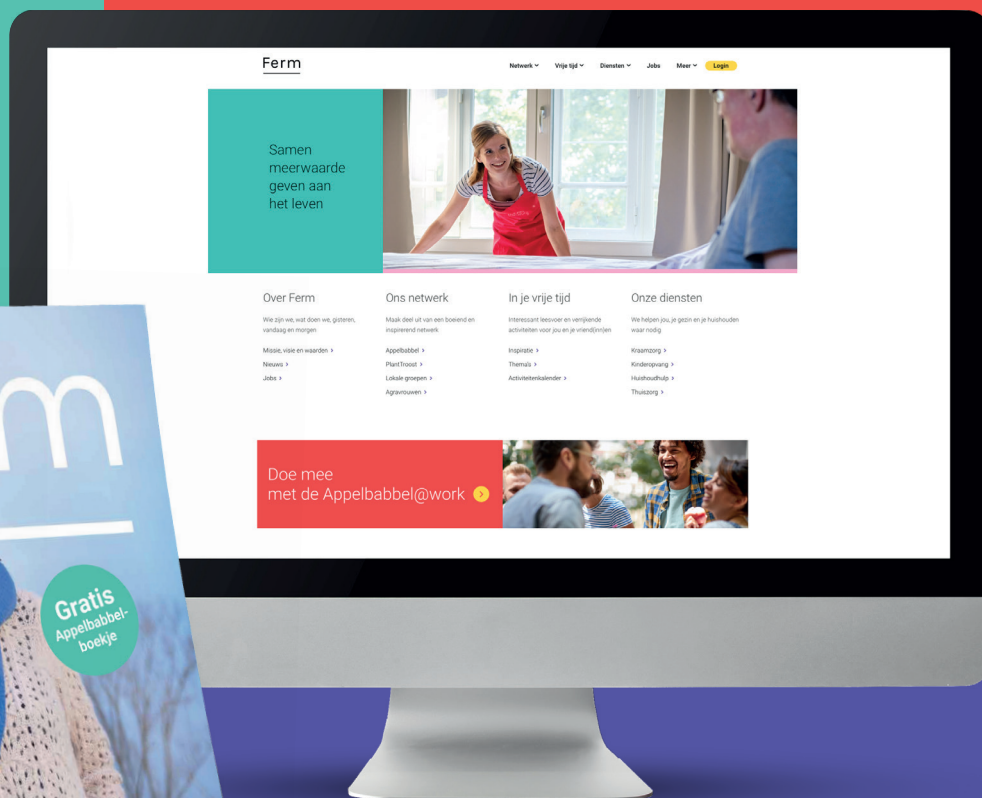 Ferm
Netwerk Vrije tijd Diensten Jobs Meer Login
Samen
meerwaarde
geven aan
het leven
Over Ferm
Wie zijn we, wat doen we, gisteren,
vandaag en morgen
Missie, visie en waarden >
Nieuws >
Jobs >
Ons netwerk
Maak deel uit van een boeiend en
inspirerend netwerk
Appelbabbel >
PlantTroost >
Lokale groepen >
Agravrouwen >
In je vrije tijd
Interessant leesvoer en verrijkende
activiteiten voor jou en je vriend(inn)en
Inspiratie >
Thema's >
Activiteitenkalender >
Onze diensten
We helpen jou, je gezin en je huishouden
waar nodig
Kraamzorg >
Kinderopvang >
Huishoudhulp >
Thuiszorg >
Doe mee
met de Appelbabbel@work >
m
Gratis
Appelbabbel-
boekje